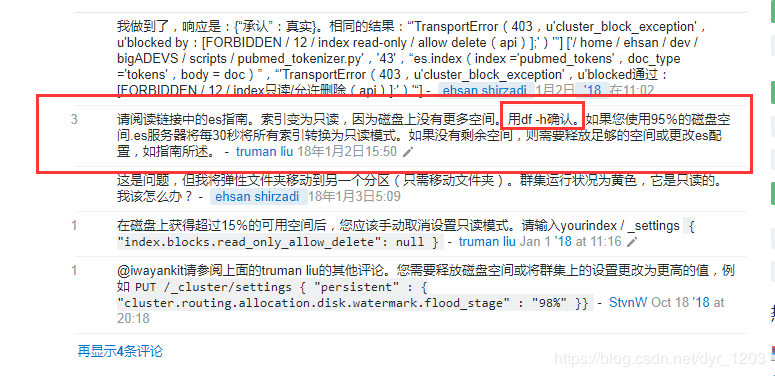 我做到了，响应是：{“承认”：真实}。相同的结果：“'TransportError（403，u'cluster_block_exception'，
u'blocked by：[FORBIDDEN / 12 / index read-only / allow delete（api）];'）'”'] ['/ home / ehsan / dev /
bigADEVS / scripts / pubmed_tokenizer.py'，'43'，“es.index（index ='pubmed_tokens'，doc_type
='tokens'，body = doc）”，“'TransportError（403，u'cluster_block_exception'，u'blocked通过：
[FORBIDDEN / 12 / index只读/允许删除（api）];'）'“] - ehsan shirzadi 1月2日 '18 在11:02
3
请阅读链接中的es指南。索引变为只读，因为磁盘上没有更多空间。用df -h确认。如果您使用95％的磁盘空
间.es服务器将每30秒将所有索引转换为只读模式。如果没有剩余空间，则需要释放足够的空间或更改es配
置，如指南所述。 - truman liu 18年1月2日15:50
这是问题，但我将弹性文件夹移动到另一个分区（只需移动文件夹）。群集运行状况为黄色，它是只读的。
我该怎么办？ - ehsan shirzadi 18年1月3日5:09
1
在磁盘上获得超过15％的可用空间后，您应该手动取消设置只读模式。请输入yourindex / _settings {
"index.blocks.read_only_allow_delete": null } - truman liu Jan 1 '18 at 11:16
1
@iwayankit请参阅上面的truman liu的其他评论。您需要释放磁盘空间或将群集上的设置更改为更高的值，例
如 PUT /_cluster/settings { "persistent" : {
"cluster.routing.allocation.disk.watermark.flood_stage" : "98%" }} - StvnW Oct 18 '18 at
20:18
再显示4条评论
https://blog.csdn.net/dyr_1203